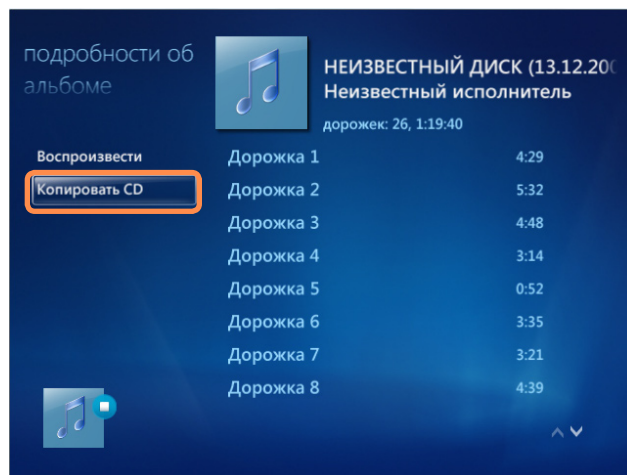 подробности об
альбоме
НЕИЗВЕСТНЫЙ ДИСК (13.12.200
Неизвестный исполнитель
дорожек: 26, 1:19:40
Воспроизвести
Копировать CD
Дорожка 1 4:29
Дорожка 2 5:32
Дорожка 3 4:48
Дорожка 4 3:14
Дорожка 5 0:52
Дорожка 6 3:35
Дорожка 7 3:21
Дорожка 8 4:39